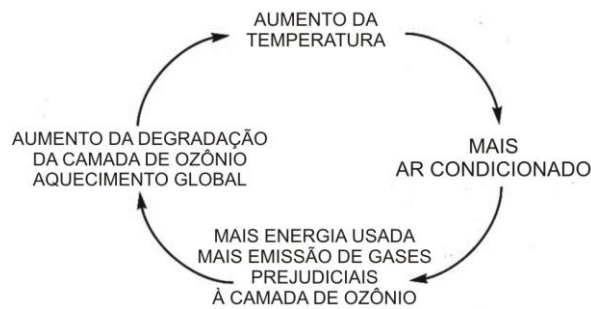 AUMENTO DA
TEMPERATURA
MAIS
AR CONDICIONADO
MAIS ENERGIA USADA
MAIS EMISSÃO DE GASES
PREJUDICIAIS
À CAMADA DE OZÔNIO
AUMENTO DA DEGRADAÇÃO
DA CAMADA DE OZÔNIO
AQUECIMENTO GLOBAL